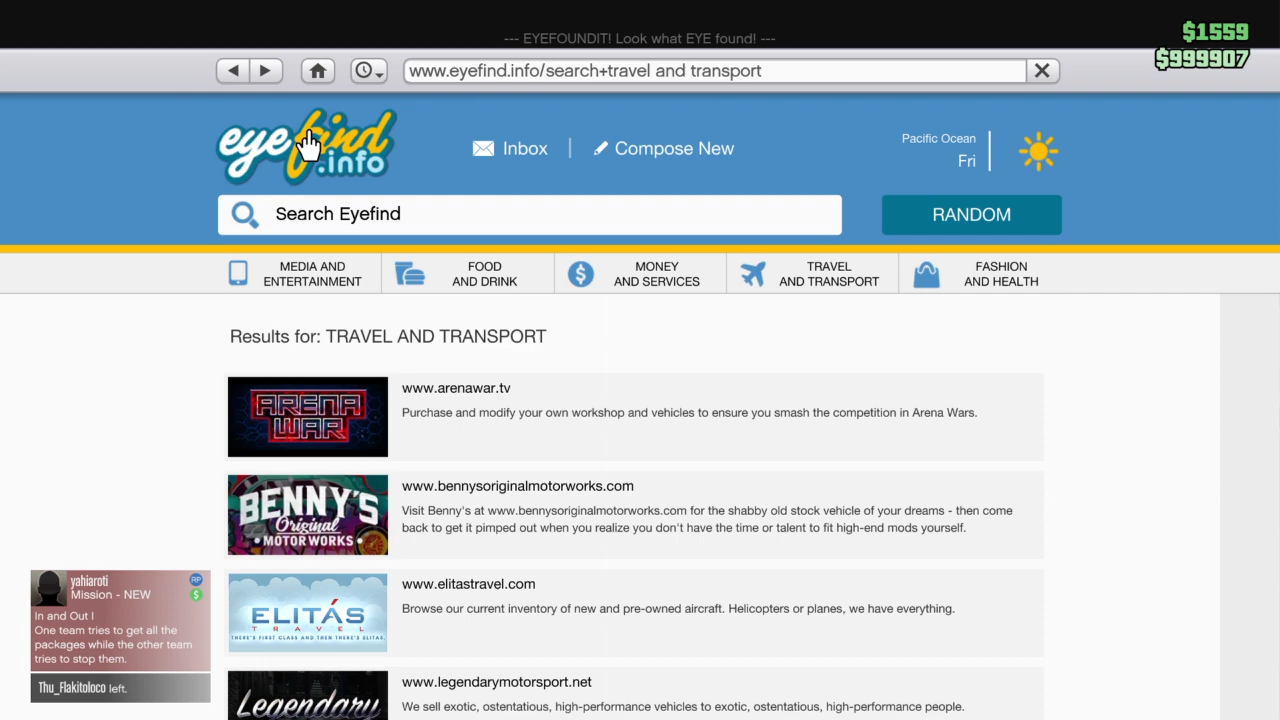 --- EYEFOUNDIT! Look what EYE found! ---
$1559
$999907
www.eyefind.info/search+travel and transport
eyefind
.info
Inbox
Compose New
Pacific Ocean
Fri
Search Eyefind
RANDOM
MEDIA AND
ENTERTAINMENT
FOOD
AND DRINK
MONEY
AND SERVICES
TRAVEL
AND TRANSPORT
FASHION
AND HEALTH
Results for: TRAVEL AND TRANSPORT
ARENA
WAR
www.arenawar.tv
Purchase and modify your own workshop and vehicles to ensure you smash the competition in Arena Wars.
BENNY'S
Original
MOTOR WORKS
www.bennysoriginalmotorworks.com
Visit Benny's at www.bennysoriginalmotorworks.com for the shabby old stock vehicle of your dreams - then come
back to get it pimped out when you realize you don't have the time or talent to fit high-end mods yourself.
ELITÁS
TRAVEL
THERE'S FIRST CLASS AND THEN THERE'S ELITAS.
www.elitastravel.com
Browse our current inventory of new and pre-owned aircraft. Helicopters or planes, we have everything.
Legendary
www.legendarymotorsport.net
We sell exotic, ostentatious, high-performance vehicles to exotic, ostentatious, high-performance people.
yahiaroti
RP
Mission - NEW
$
In and Out I
One team tries to get all the
packages while the other team
tries to stop them.
Thu_Flakitoloco left.